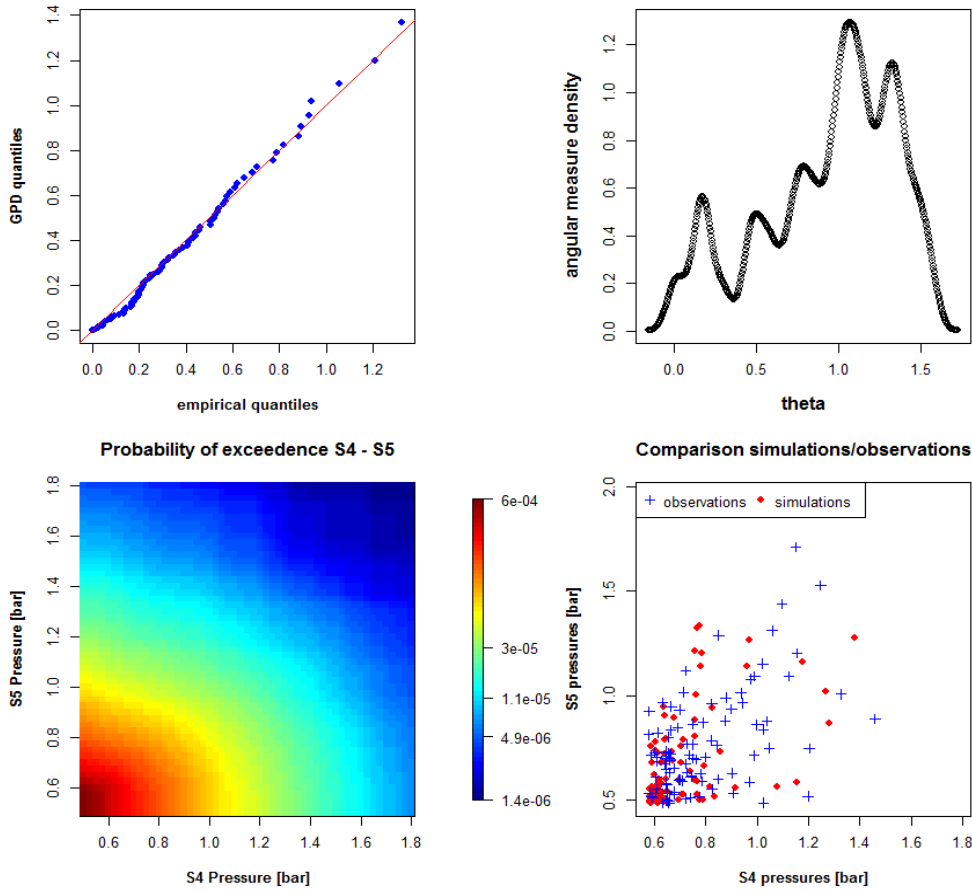 GPD quantiles
0.0 0.2 0.4 0.6 0.8 1.0 1.2 1.4
0.0 0.2 0.4 0.6 0.8 1.0 1.2
empirical quantiles
angular measure density
0.0 0.2 0.4 0.6 0.8 1.0 1.2
0.0 0.5 1.0 1.5
theta
Probability of exceedence S4 - S5
S5 Pressure [bar]
0.6 0.8 1.0 1.2 1.4 1.6 1.8
0.6 0.8 1.0 1.2 1.4 1.6 1.8
S4 Pressure [bar]
6e-04
3e-05
1.1e-05
4.9e-06
1.4e-06
Comparison simulations/observations
observations simulations
S5 pressures [bar]
0.5 1.0 1.5 2.0
0.6 0.8 1.0 1.2 1.4 1.6 1.8
S4 pressures [bar]